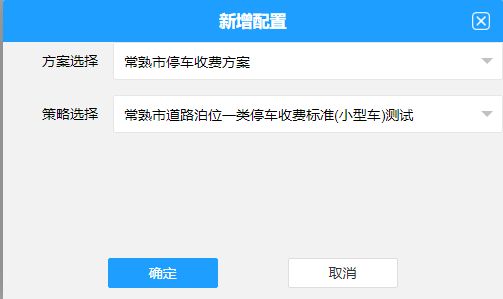 新增配置
方案选择 常熟市停车收费方案
策略选择 常熟市道路泊位一类停车收费标准(小型车)测试
确定 取消